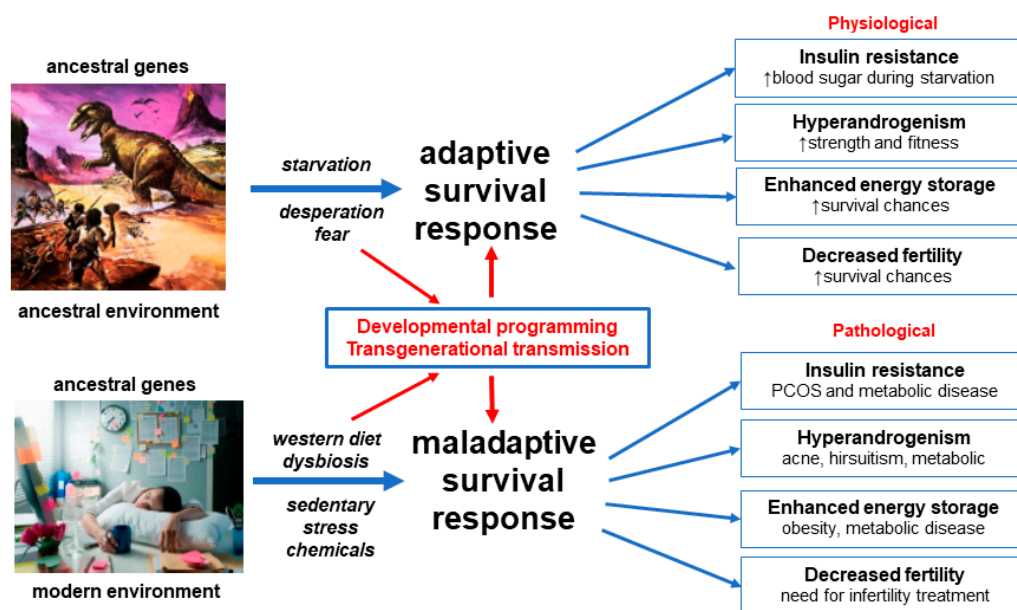 Physiological
ancestral genes
Insulin resistance
↑blood sugar during starvation
starvation
adaptive
survival
response
Hyperandrogenism
↑strength and fitness
desperation
fear
Enhanced energy storage
↑survival chances
Decreased fertility
↑survival chances
ancestral environment
Developmental programming
Transgenerational transmission
Pathological
ancestral genes
Insulin resistance
PCOS and metabolic disease
western diet
dysbiosis
maladaptive
survival
response
Hyperandrogenism
acne, hirsuitism, metabolic
sedentary
stress
chemicals
Enhanced energy storage
obesity, metabolic disease
modern environment
Decreased fertility
need for infertility treatment